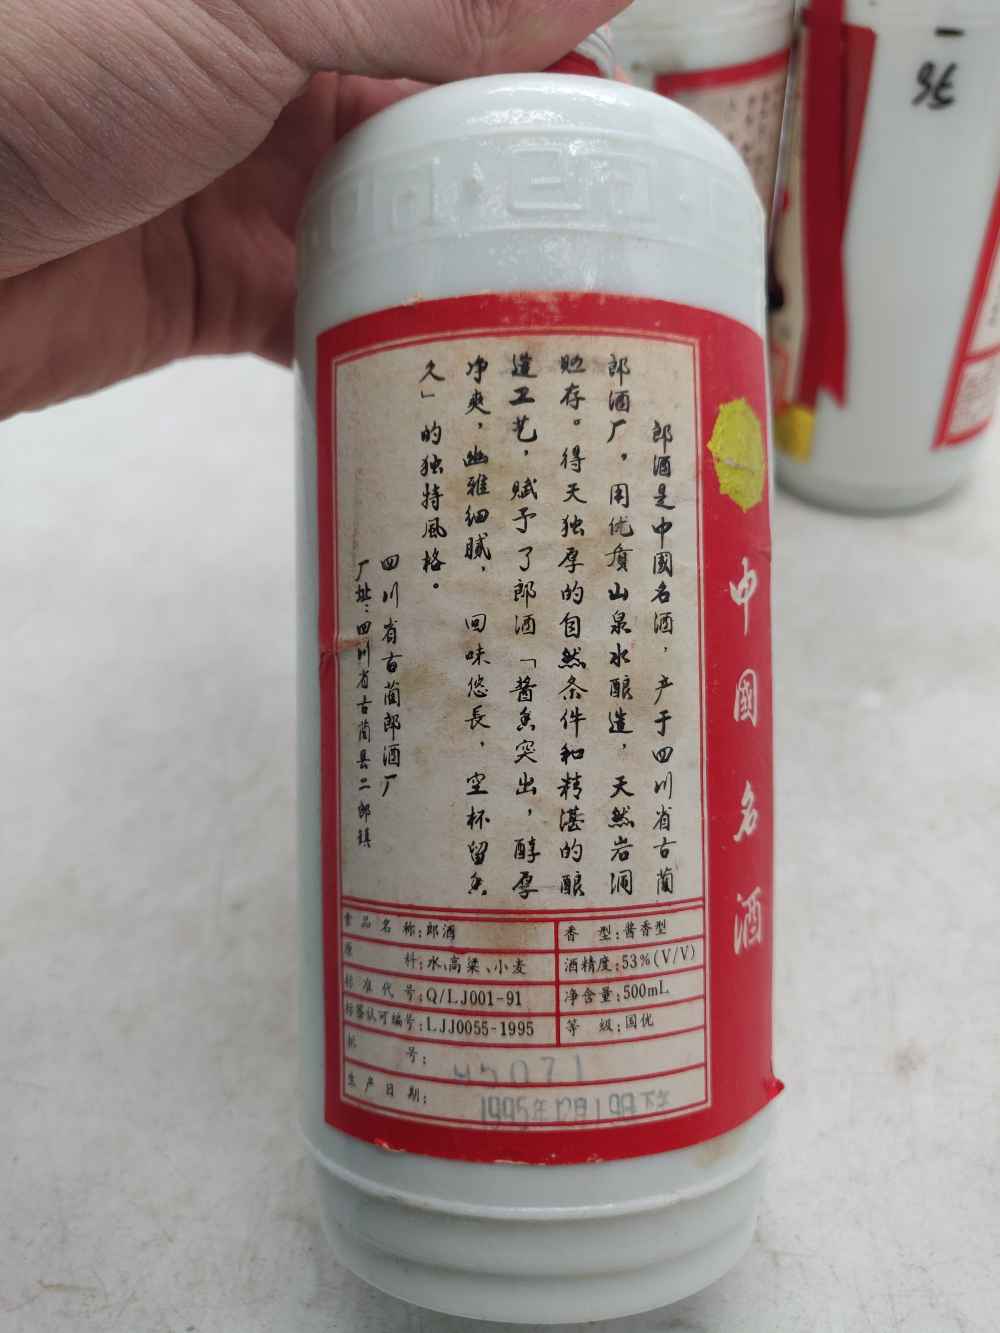 郎酒是中國名酒，产于四川省古蔺
郎酒厂。用优质山泉水酿造，天然岩洞
贮存。得天独厚的自然条件和精湛的酿
造工艺，赋予了郎酒「酱香突出，醇厚
净爽，幽雅细腻，回味悠長，空杯留香
久」的独特風格。
四川省古蔺郎酒厂
厂址：四川省古蔺县二郎镇
食品名称：郎酒
香型：酱香型
原料：水、高粱、小麦
酒精度：53%(V/V)
标准代号：Q/LJ001-91
净含量：500mL
标签认可编号：LJJ0055-1995
等级：国优
批号：
生产日期：1995年12月19日下午
中國名酒
95